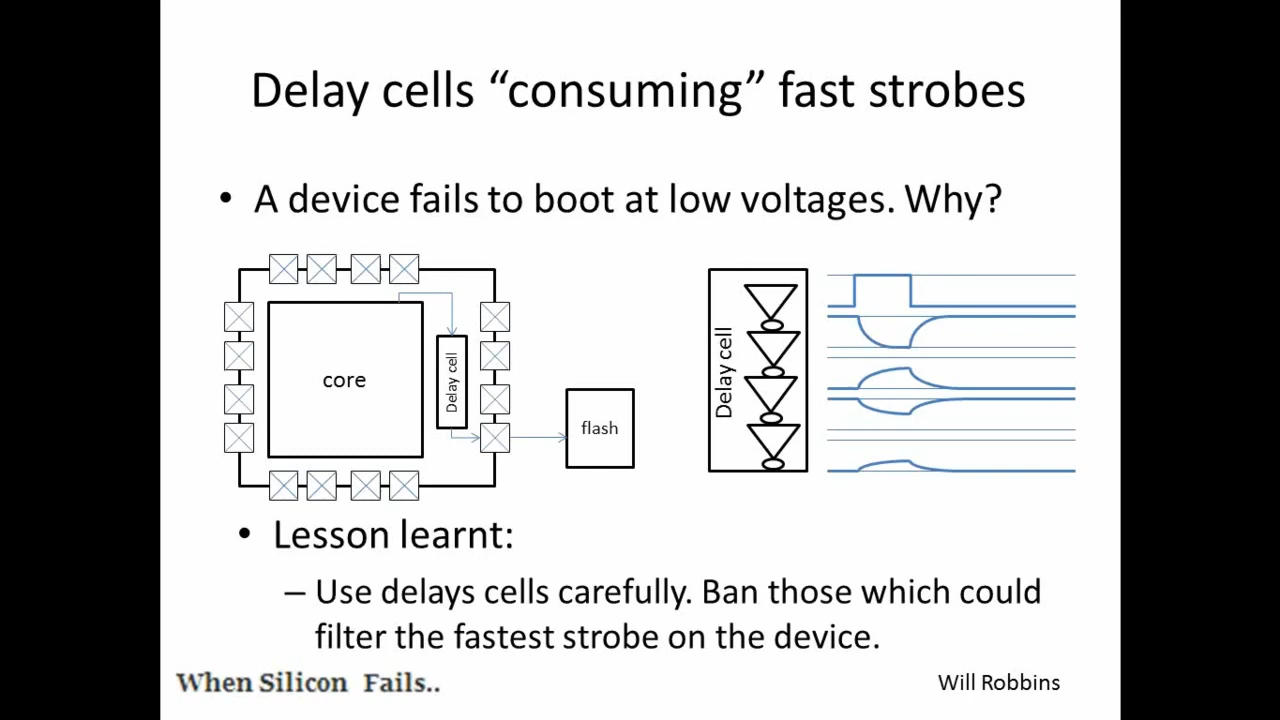 Delay cells “consuming” fast strobes
• A device fails to boot at low voltages. Why?
core
Delay cell
flash
Delay cell
• Lesson learnt:
– Use delays cells carefully. Ban those which could
filter the fastest strobe on the device.
When Silicon Fails..
Will Robbins